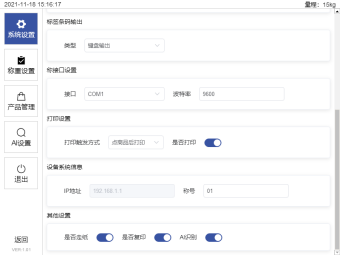 2021-11-18 15:16:17 量程：15kg
系统设置
称重设置
产品管理
AI设置
退出
返回
VER 1.01
标签条码输出
类型 键盘输出
称接口设置
接口 COM1 波特率 9600
打印设置
打印触发方式 点商品后打印 是否打印
设备系统信息
IP地址 192.168.1.1 称号 01
其他设置
是否走纸 是否复印 AI识别